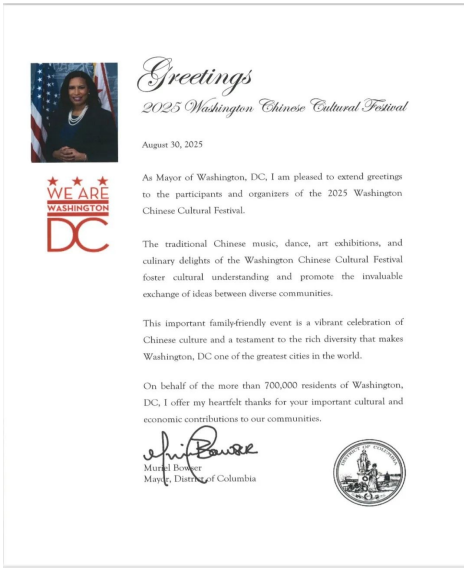 Greetings
2025 Washington Chinese Cultural Festival
August 30, 2025
WE ARE
WASHINGTON
DC
As Mayor of Washington, DC, I am pleased to extend greetings
to the participants and organizers of the 2025 Washington
Chinese Cultural Festival.
The traditional Chinese music, dance, art exhibitions, and
culinary delights of the Washington Chinese Cultural Festival
foster cultural understanding and promote the invaluable
exchange of ideas between diverse communities.
This important family-friendly event is a vibrant celebration of
Chinese culture and a testament to the rich diversity that makes
Washington, DC one of the greatest cities in the world.
On behalf of the more than 700,000 residents of Washington,
DC, I offer my heartfelt thanks for your important cultural and
economic contributions to our communities.
Muriel Bowser
Mayor, District of Columbia
DISTRICT OF COLUMBIA